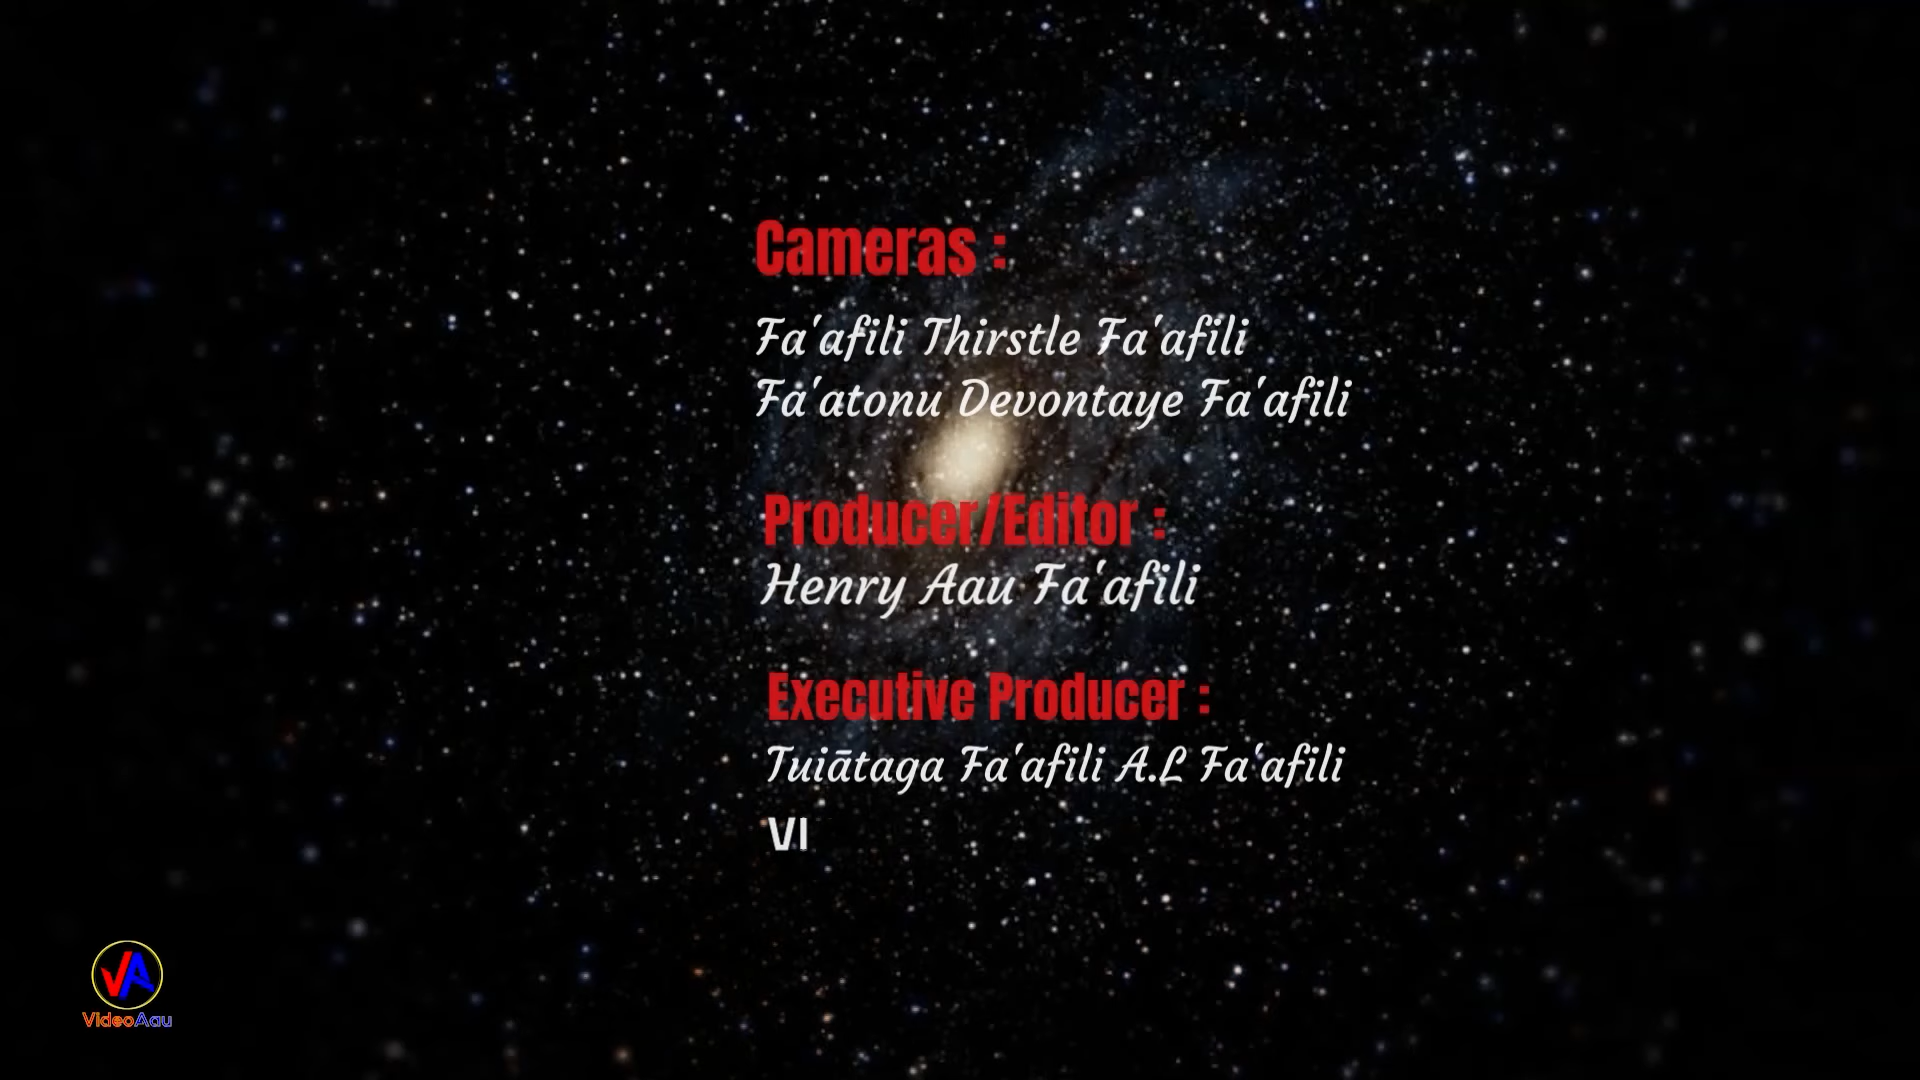 Cameras :
Fa'afili Thirstle Fa'afili
Fa'atonu Devontaye Fa'afili
Producer/Editor :
Henry Aau Fa'afili
Executive Producer :
Tuiātaga Fa'afili A.L Fa'afili
VI
VA
VideoAau